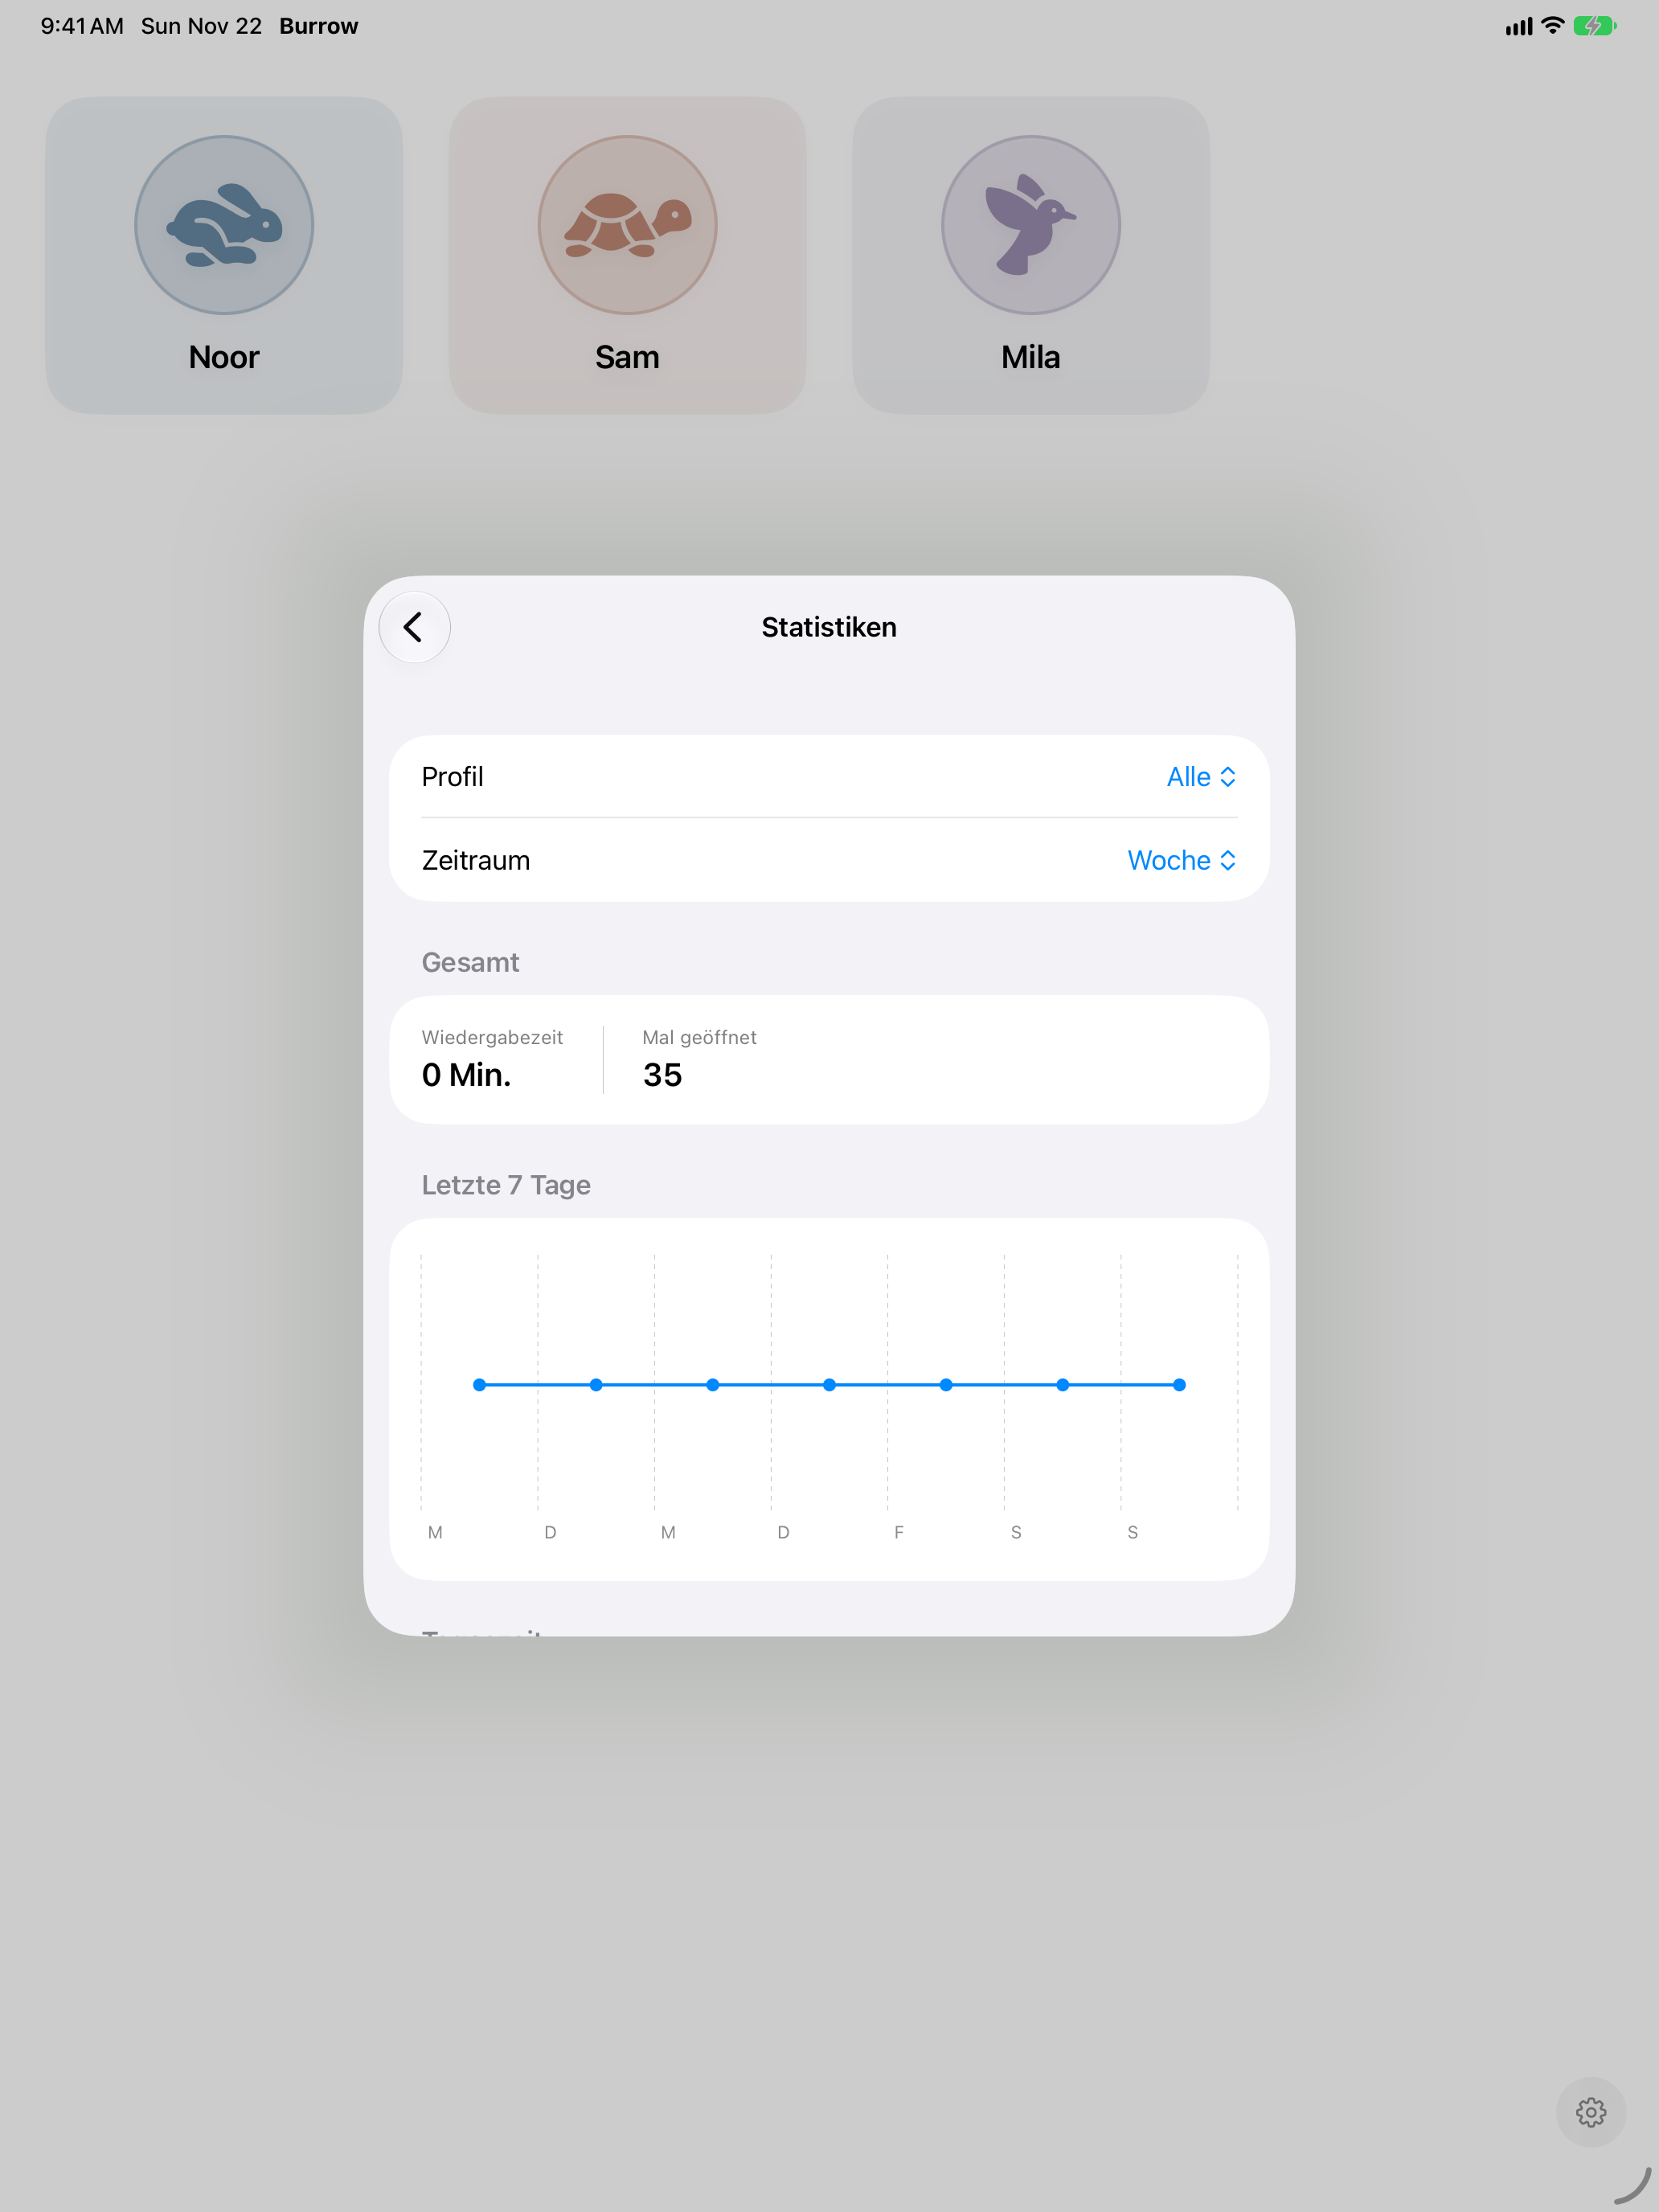 9:41 AM Sun Nov 22 Burrow
Noor
Sam
Mila
Statistiken
Profil
Alle
Zeitraum
Woche
Gesamt
Wiedergabezeit
0 Min.
Mal geöffnet
35
Letzte 7 Tage
M D M D F S S